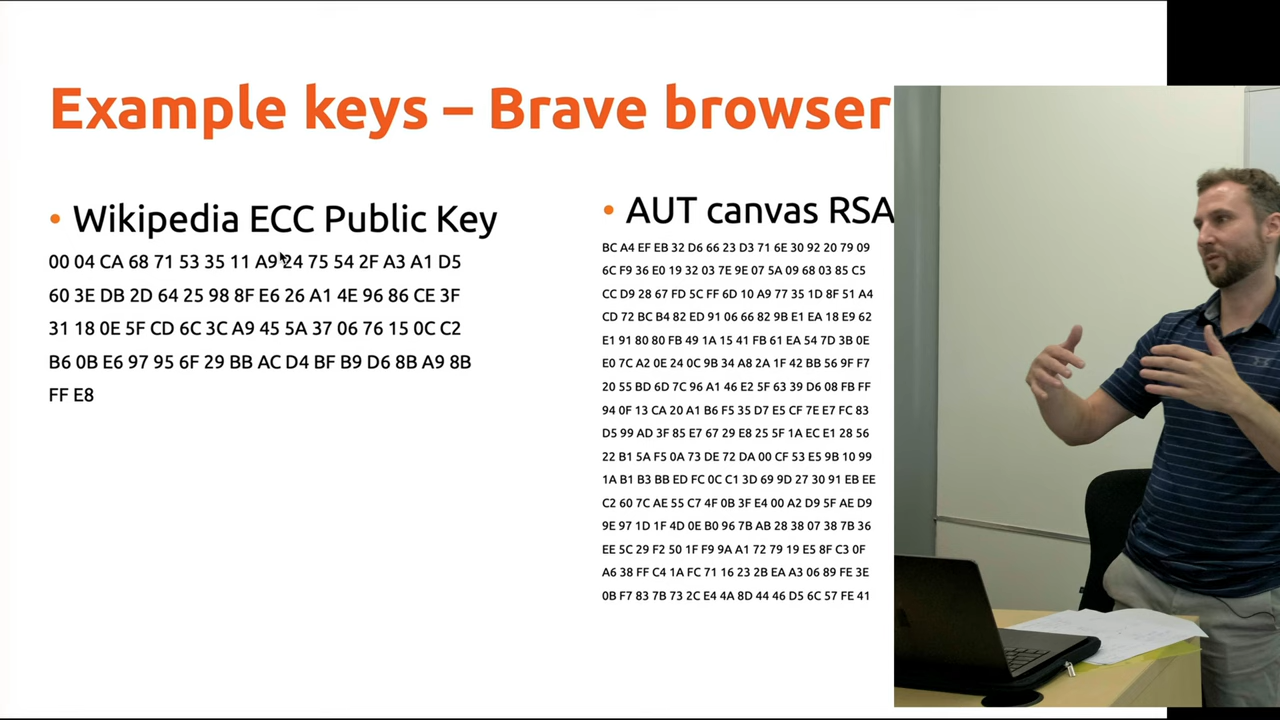 Example keys – Brave browser
• Wikipedia ECC Public Key
00 04 CA 68 71 53 35 11 A9 24 75 54 2F A3 A1 D5
60 3E DB 2D 64 25 98 8F E6 26 A1 4E 96 86 CE 3F
31 18 0E 5F CD 6C 3C A9 45 5A 37 06 76 15 0C C2
B6 0B E6 97 95 6F 29 BB AC D4 BF B9 D6 8B A9 8B
FF E8
• AUT canvas RSA
BC A4 EF EB 32 D6 66 23 D3 71 6E 30 92 20 79 09
6C F9 36 E0 19 32 03 7E 9E 07 5A 09 68 03 85 C5
CC D9 28 67 FD 5C FF 6D 10 A9 77 35 1D 8F 51 A4
CD 72 BC B4 82 ED 91 06 66 82 9B E1 EA 18 E9 62
E1 91 80 80 FB 49 1A 15 41 FB 61 EA 54 7D 3B 0E
E0 7C A2 0E 24 0C 9B 34 A8 2A 1F 42 BB 56 9F F7
20 55 BD 6D 7C 96 A1 46 E2 5F 63 39 D6 08 FB FF
94 0F 13 CA 20 A1 B6 F5 35 D7 E5 CF 7E E7 FC 83
D5 99 AD 3F 85 E7 67 29 E8 25 5F 1A EC E1 28 56
22 B1 5A F5 0A 73 DE 72 DA 00 CF 53 E5 9B 10 99
1A B1 B3 BB ED FC 0C C1 3D 69 9D 27 30 91 EB EE
C2 60 7C AE 55 C7 4F 0B 3F E4 00 A2 D9 5F AE D9
9E 97 1D 1F 4D 0E B0 96 7B AB 28 38 07 38 7B 36
EE 5C 29 F2 50 1F F9 9A A1 72 79 19 E5 8F C3 0F
A6 38 FF C4 1A FC 71 16 23 2B EA A3 06 89 FE 3E
0B F7 83 7B 73 2C E4 4A 8D 44 46 D5 6C 57 FE 41